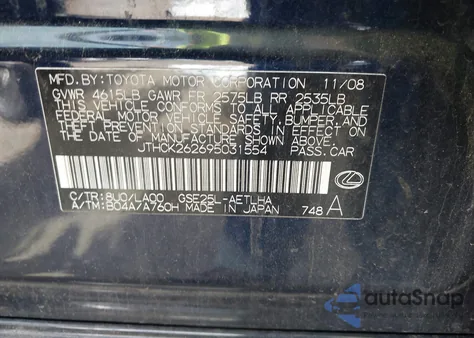 MFD.BY:TOYOTA MOTOR CORPORATION 11/08
GVWR 4615LB GAWR FR 2575LB RR 2535LB
THIS VEHICLE CONFORMS TO ALL APPLICABLE
FEDERAL MOTOR VEHICLE SAFETY, BUMPER, AND
THEFT PREVENTION STANDARDS IN EFFECT ON
THE DATE OF MANUFACTURE SHOWN ABOVE.
JTHCK262695031554 PASS.CAR
C/TR:8U0/LA00 GSE25L-AETLHA
A/TM:B04A/A760H MADE IN JAPAN 748 A
autoSnap